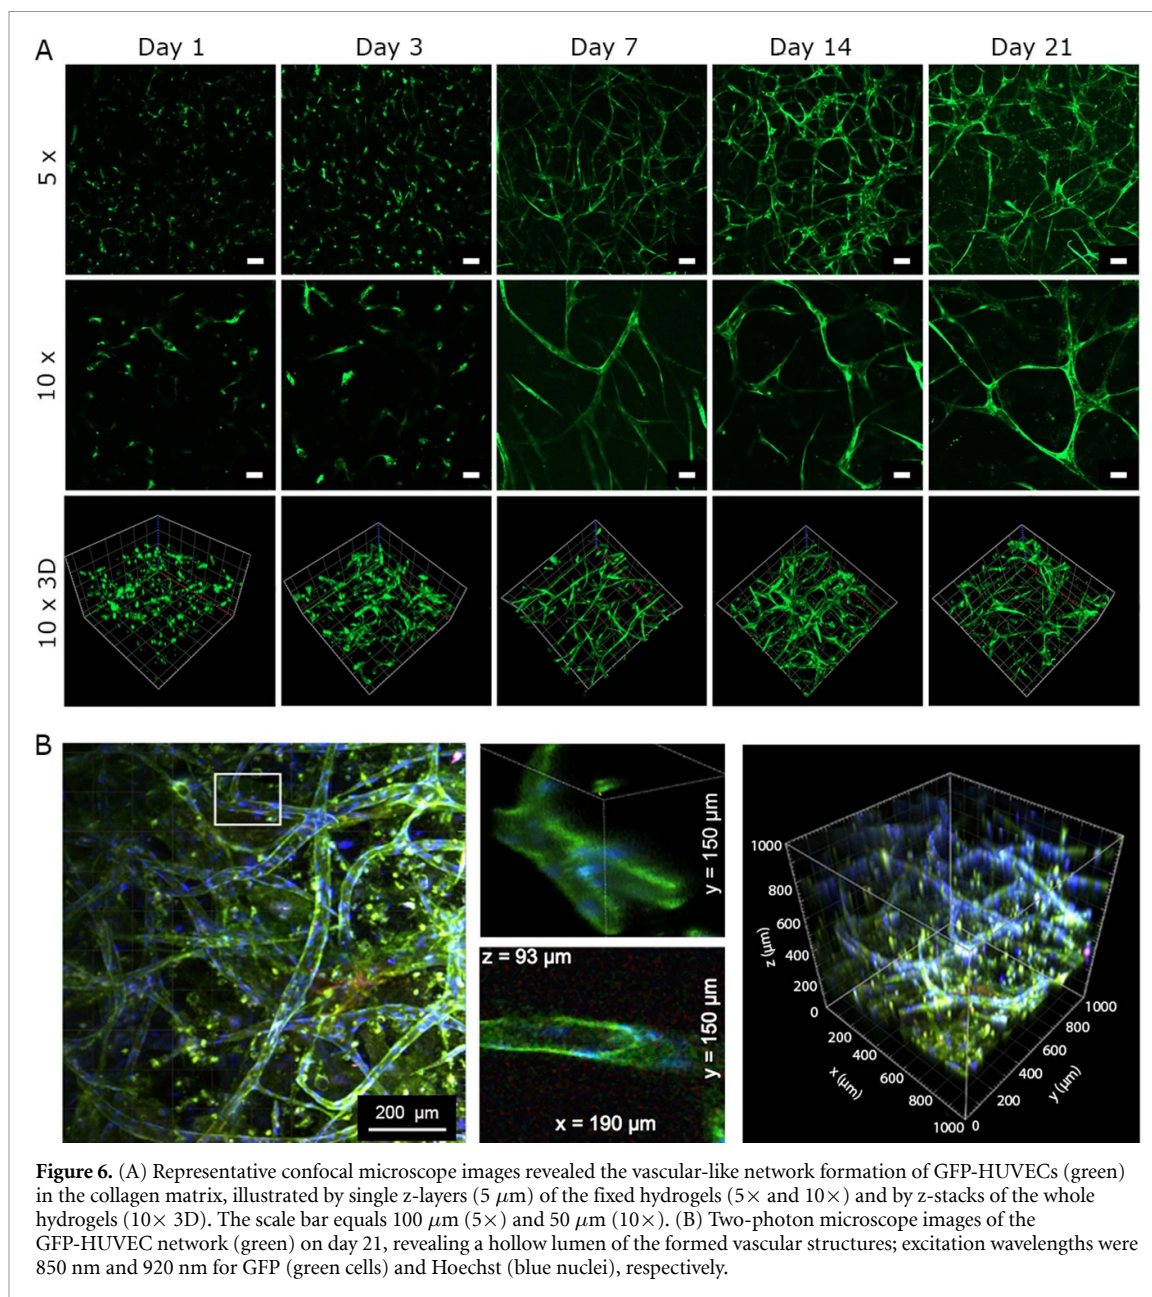 A
Day 1 Day 3 Day 7 Day 14 Day 21
5 x
10 x
10 x 3D
B
200 μm
y = 150 μm
z = 93 μm
y = 150 μm
x = 190 μm
1000
800
600
400
200
0
z (μm)
200
400
600
800
1000
x (μm)
0
200
400
600
800
1000
y (μm)
Figure 6. (A) Representative confocal microscope images revealed the vascular-like network formation of GFP-HUVECs (green)
in the collagen matrix, illustrated by single z-layers (5 μm) of the fixed hydrogels (5× and 10×) and by z-stacks of the whole
hydrogels (10× 3D). The scale bar equals 100 μm (5×) and 50 μm (10×). (B) Two-photon microscope images of the
GFP-HUVEC network (green) on day 21, revealing a hollow lumen of the formed vascular structures; excitation wavelengths were
850 nm and 920 nm for GFP (green cells) and Hoechst (blue nuclei), respectively.